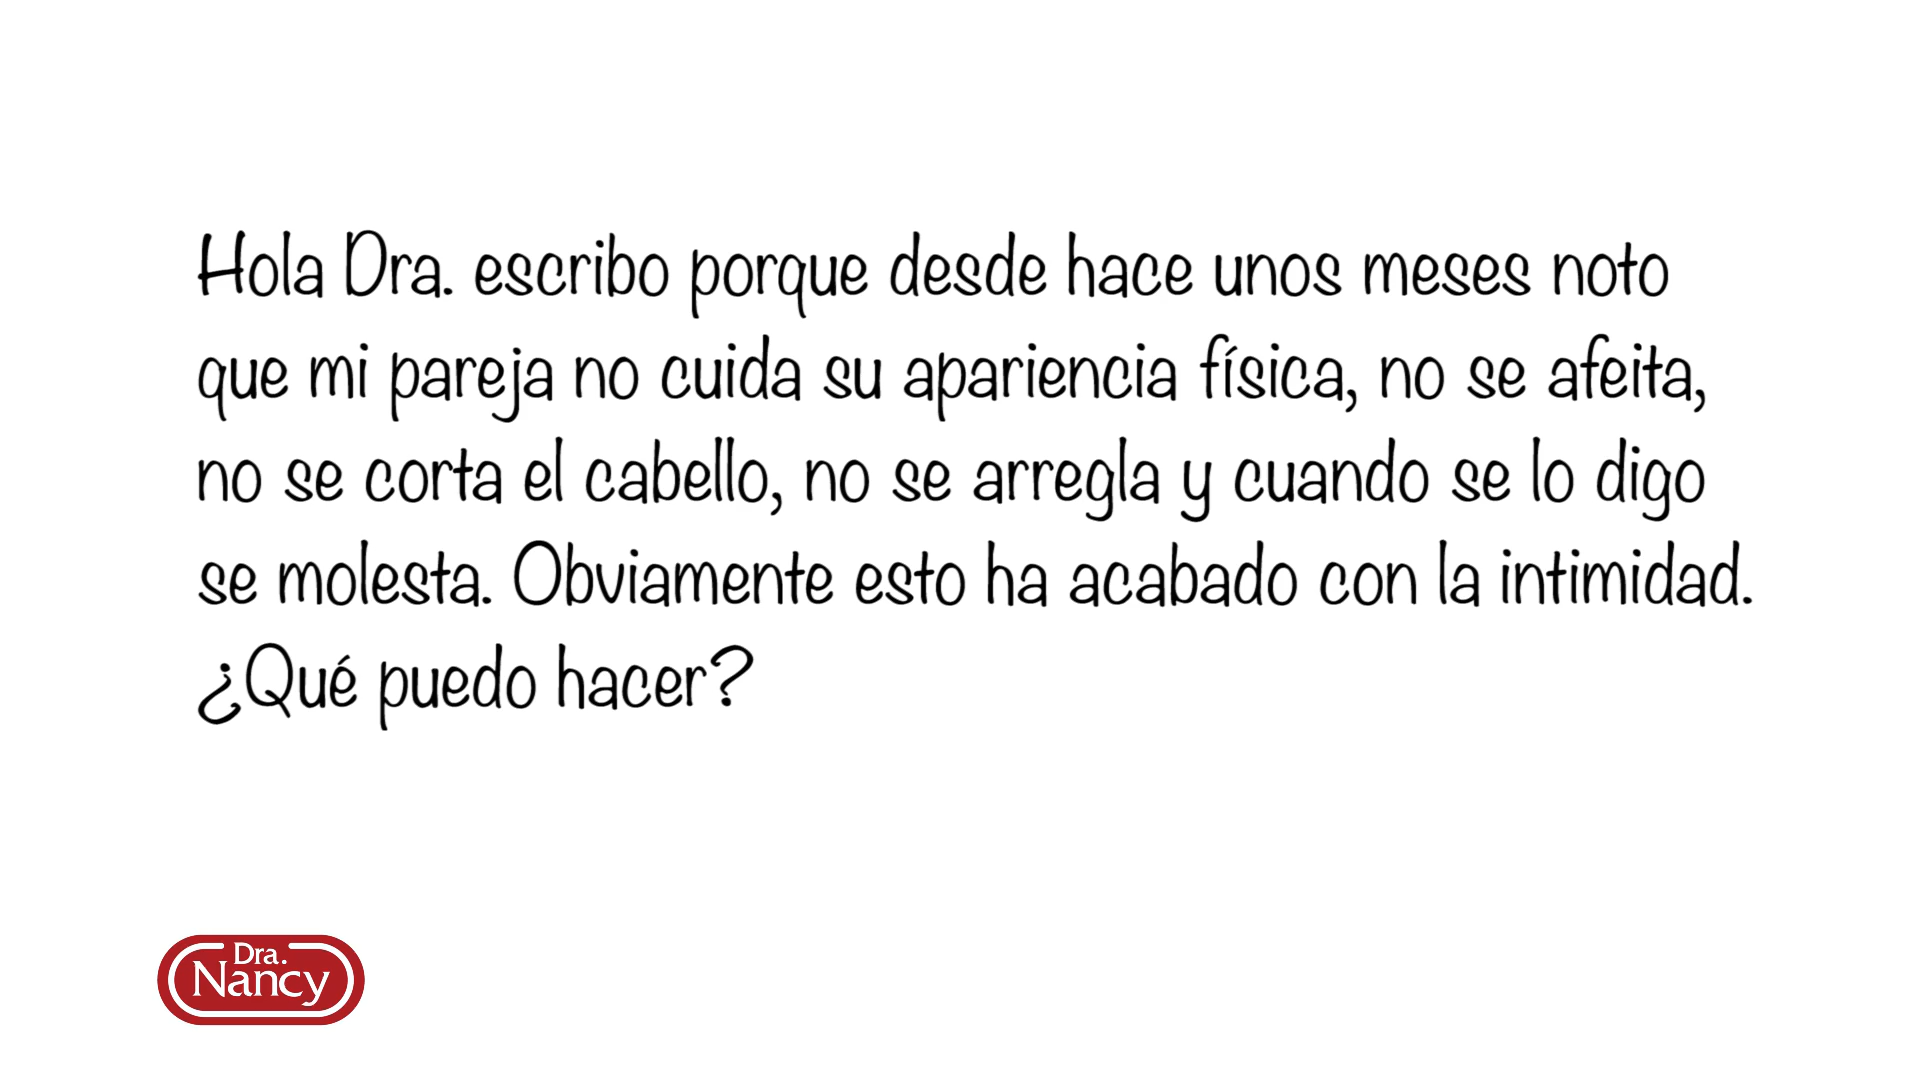 Hola Dra. escribo porque desde hace unos meses noto
que mi pareja no cuida su apariencia física, no se afeita,
no se corta el cabello, no se arregla y cuando se lo digo
se molesta. Obviamente esto ha acabado con la intimidad.
¿Qué puedo hacer?
Dra.
Nancy